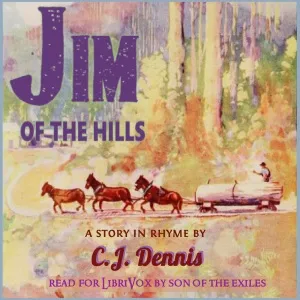 JIM
OF THE HILLS
A STORY IN RHYME BY
C.J. DENNIS
READ FOR LIBRIVOX BY SON OF THE EXILES